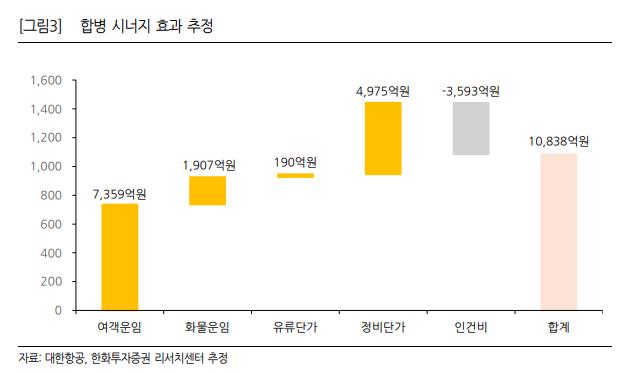 [그림3] 합병 시너지 효과 추정
1,600
1,400
1,200
1,000
800
600
400
200
0
7,359억원
1,907억원
190억원
4,975억원
-3,593억원
10,838억원
여객운임 화물운임 유류단가 정비단가 인건비 합계
자료: 대한항공, 한화투자증권 리서치센터 추정